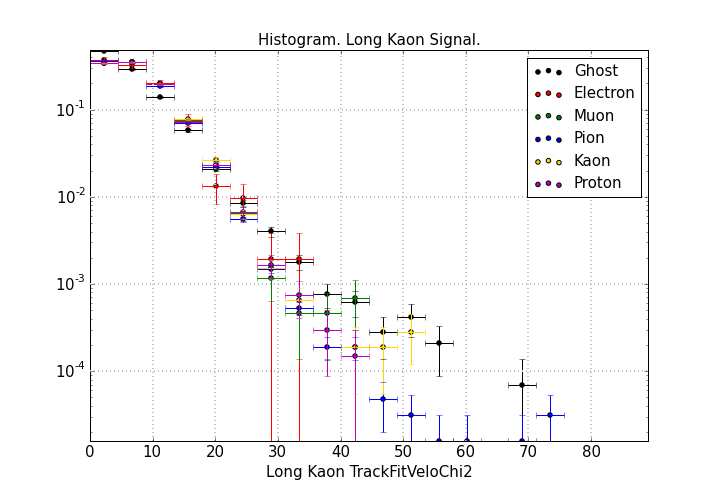 Histogram. Long Kaon Signal.
Ghost
Electron
Muon
Pion
Kaon
Proton
10^-1
10^-2
10^-3
10^-4
0 10 20 30 40 50 60 70 80
Long Kaon TrackFitVeloChi2